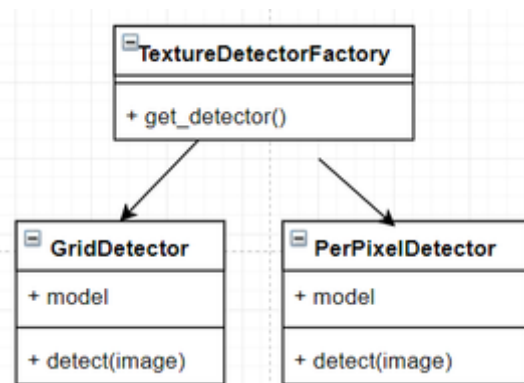 TextureDetectorFactory
+ get_detector()
GridDetector
+ model
+ detect(image)
PerPixelDetector
+ model
+ detect(image)